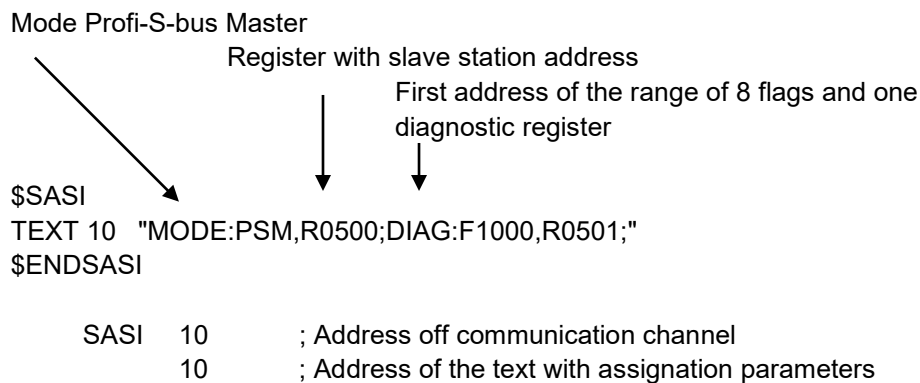 Mode Profi-S-bus Master
Register with slave station address
First address of the range of 8 flags and one
diagnostic register
$SASI
TEXT 10 "MODE:PSM,R0500;DIAG:F1000,R0501;"
$ENDSASI
SASI 10 ; Address off communication channel
10 ; Address of the text with assignation parameters